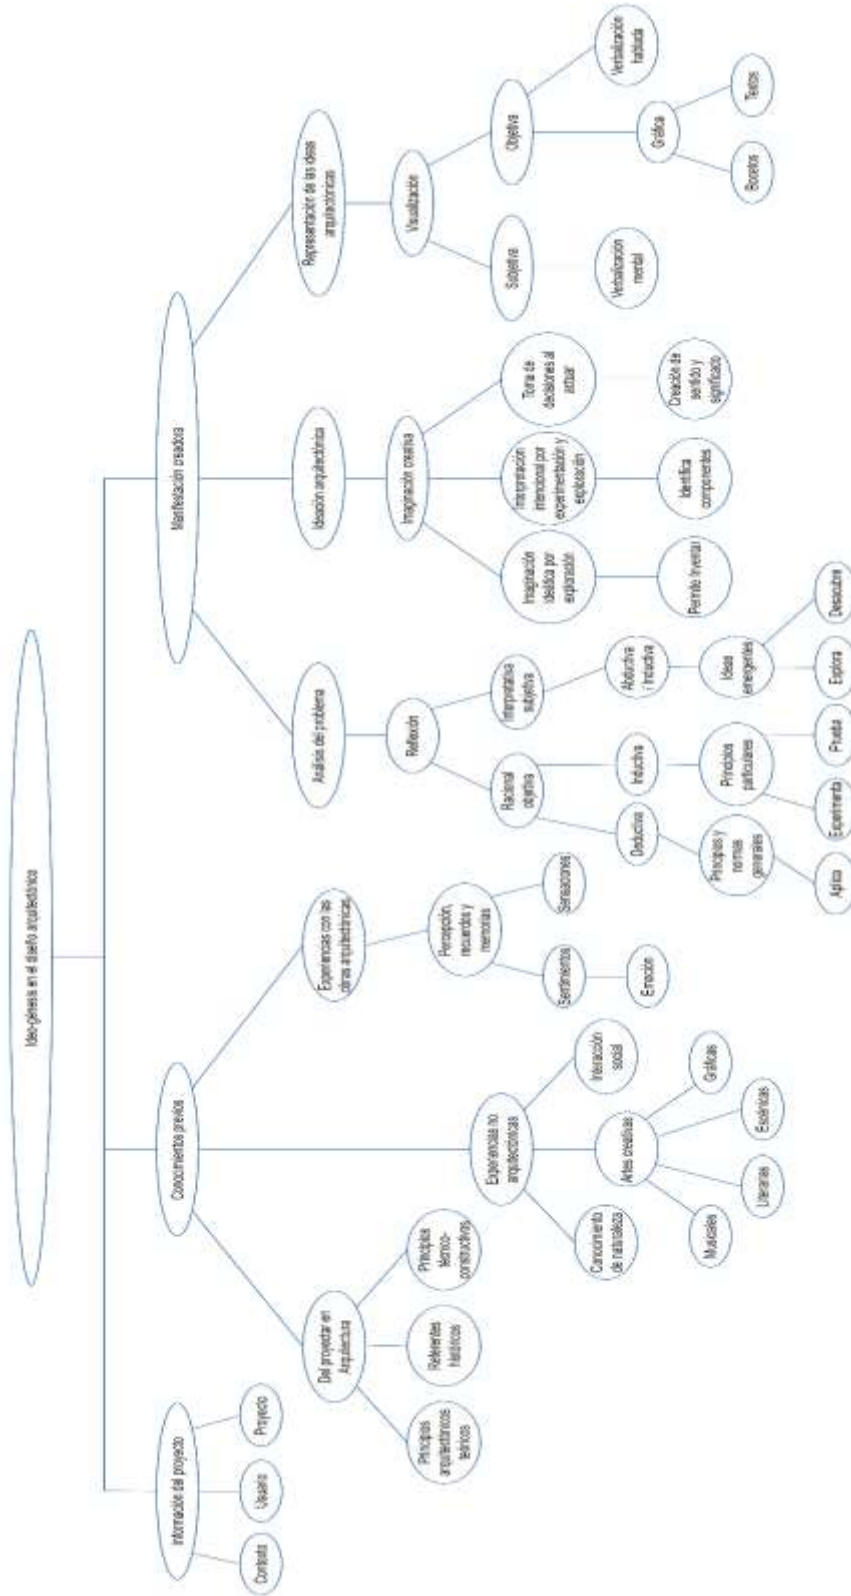 Ideo-génesis en el diseño arquitectónico
Información del proyecto
Contexto
Usuario
Proyecto
Conocimientos previos
Del proyectar en
Arquitectura
Principios
arquitectónicos
teóricos
Referentes
históricos
Principios
técnico-
constructivos
Experiencias no
arquitectónicas
Conocimiento
de naturaleza
Artes creativas
Musicales
Literarias
Escénicas
Gráficas
Interacción
social
Experiencias con las
obras arquitectónicas
Percepción,
recuerdos y
memorias
Sentimientos
Emoción
Sensaciones
Manifestación creadora
Análisis del problema
Reflexión
Racional
objetiva
Deductiva
Principios y
normas
generales
Aplica
Inductiva
Principios
particulares
Experimenta
Prueba
Interpretativa
subjetiva
Abductiva
/ Inductiva
Ideas
emergentes
Explora
Desacubre
Ideación arquitectónica
Imaginación creativa
Imaginación
ideática por
exploración
Permite Inventar
Interpretación
intencional por
experimentación y
exploración
Identifica
componentes
Toma de
decisiones al
actuar
Creación de
sentido y
significado
Representación de las ideas
arquitectónicas
Visualización
Subjetiva
Verbalización
mental
Objetiva
Gráfica
Bocetos
Textos
Verbalización
hablada